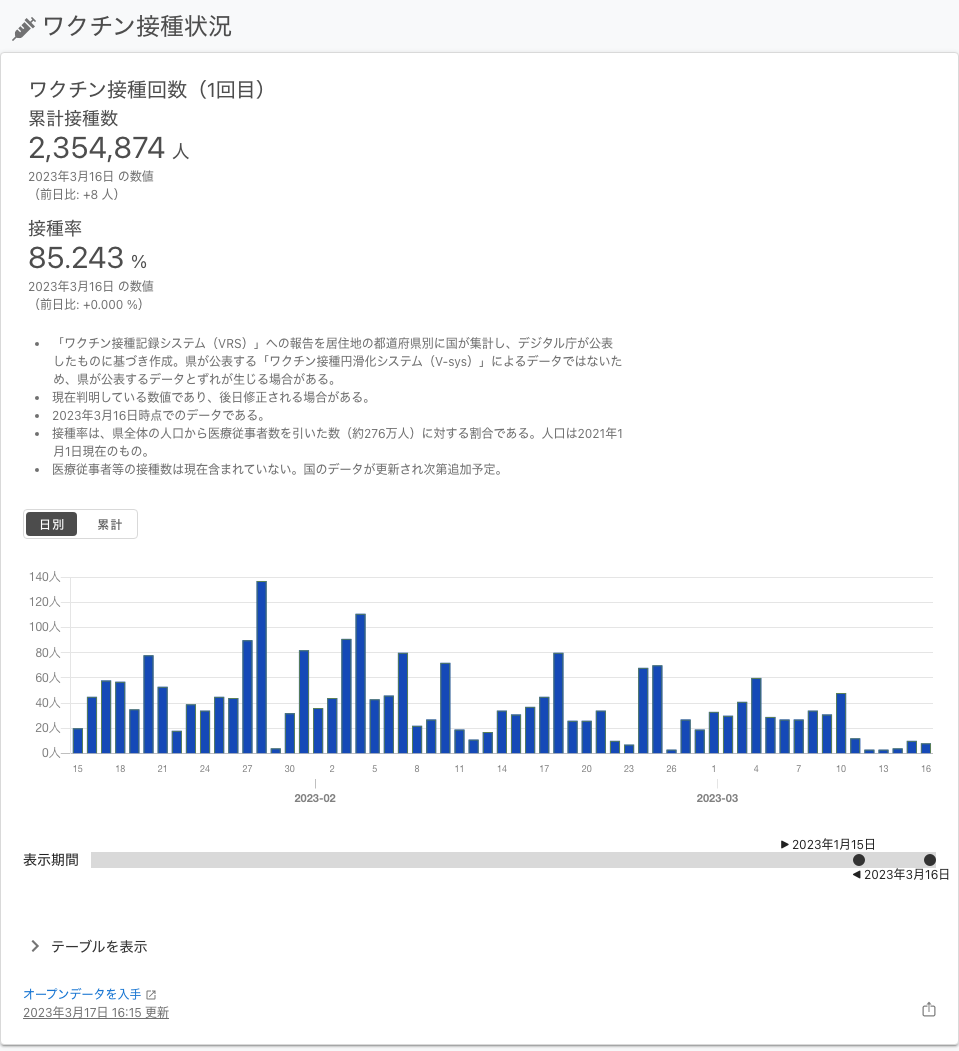 ワクチン接種状況
ワクチン接種回数（1回目）
累計接種数
2,354,874 人
2023年3月16日 の数値
（前日比: +8 人）
接種率
85.243 %
2023年3月16日 の数値
（前日比: +0.000 %）
• 「ワクチン接種記録システム（VRS）」への報告を居住地の都道府県別に国が集計し、デジタル庁が公表
したものに基づき作成。県が公表する「ワクチン接種円滑化システム（V-sys）」によるデータではないた
め、県が公表するデータとずれが生じる場合がある。
• 現在判明している数値であり、後日修正される場合がある。
• 2023年3月16日時点でのデータである。
• 接種率は、県全体の人口から医療従事者数を引いた数（約276万人）に対する割合である。人口は2021年1
月1日現在のもの。
• 医療従事者等の接種数は現在含まれていない。国のデータが更新され次第追加予定。
日別 累計
140人
120人
100人
80人
60人
40人
20人
0人
15 18 21 24 27 30 2 5 8 11 14 17 20 23 26 1 4 7 10 13 16
2023-02 2023-03
▶ 2023年1月15日
表示期間
◀ 2023年3月16日
テーブルを表示
オープンデータを入手
2023年3月17日 16:15 更新